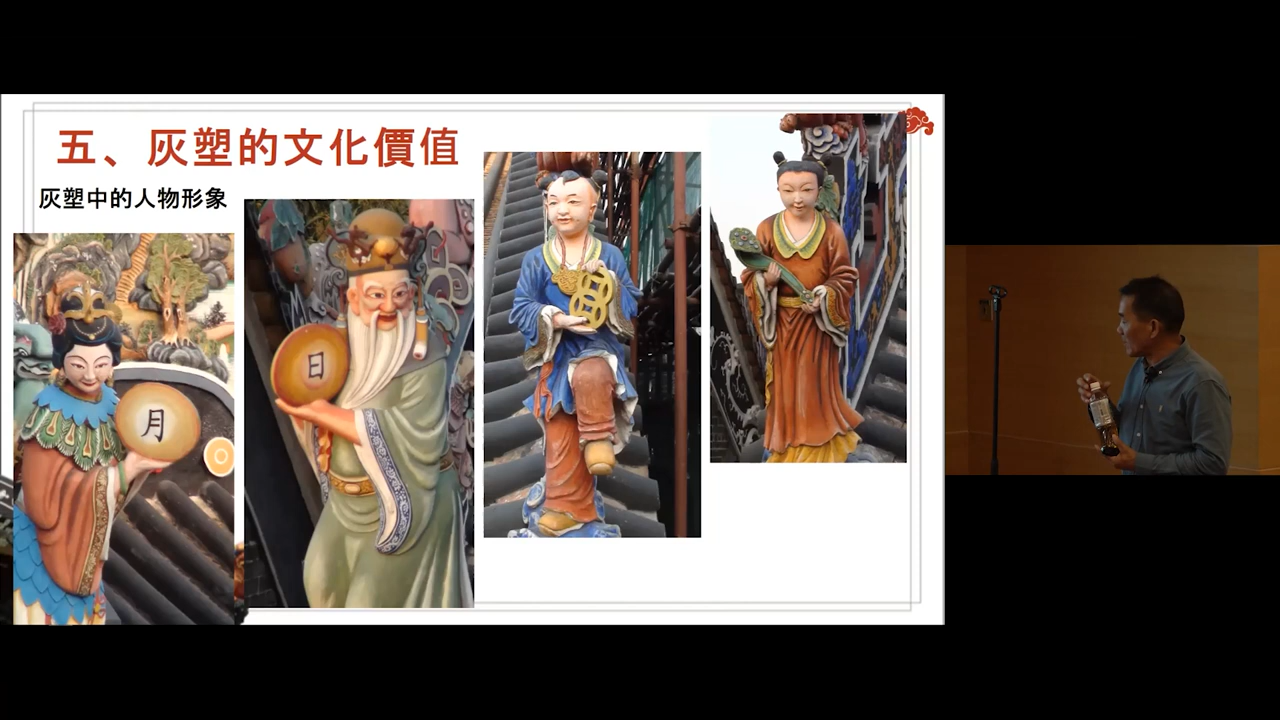 五、灰塑的文化價值
灰塑中的人物形象
月
日